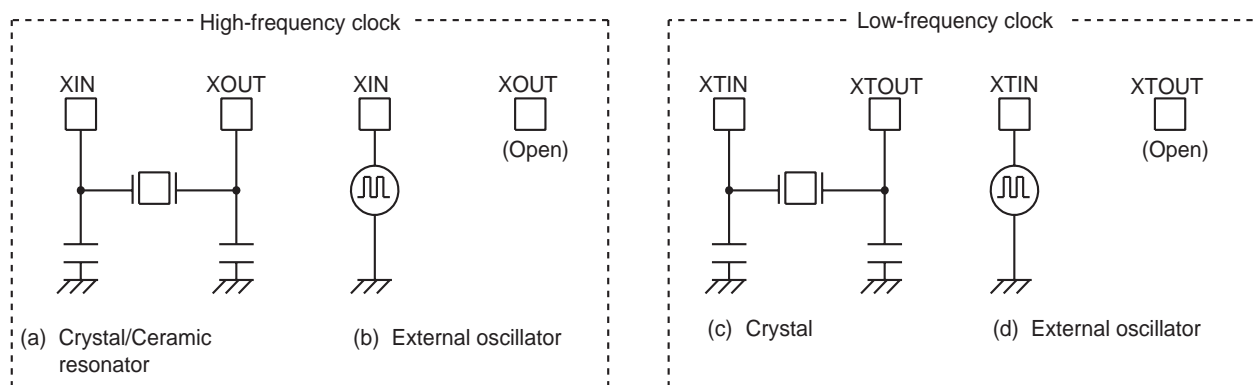 High-frequency clock
XIN
XOUT
XIN
XOUT
(Open)
(a) Crystal/Ceramic
resonator
(b) External oscillator
Low-frequency clock
XTIN
XTOUT
XTIN
XTOUT
(Open)
(c) Crystal
(d) External oscillator